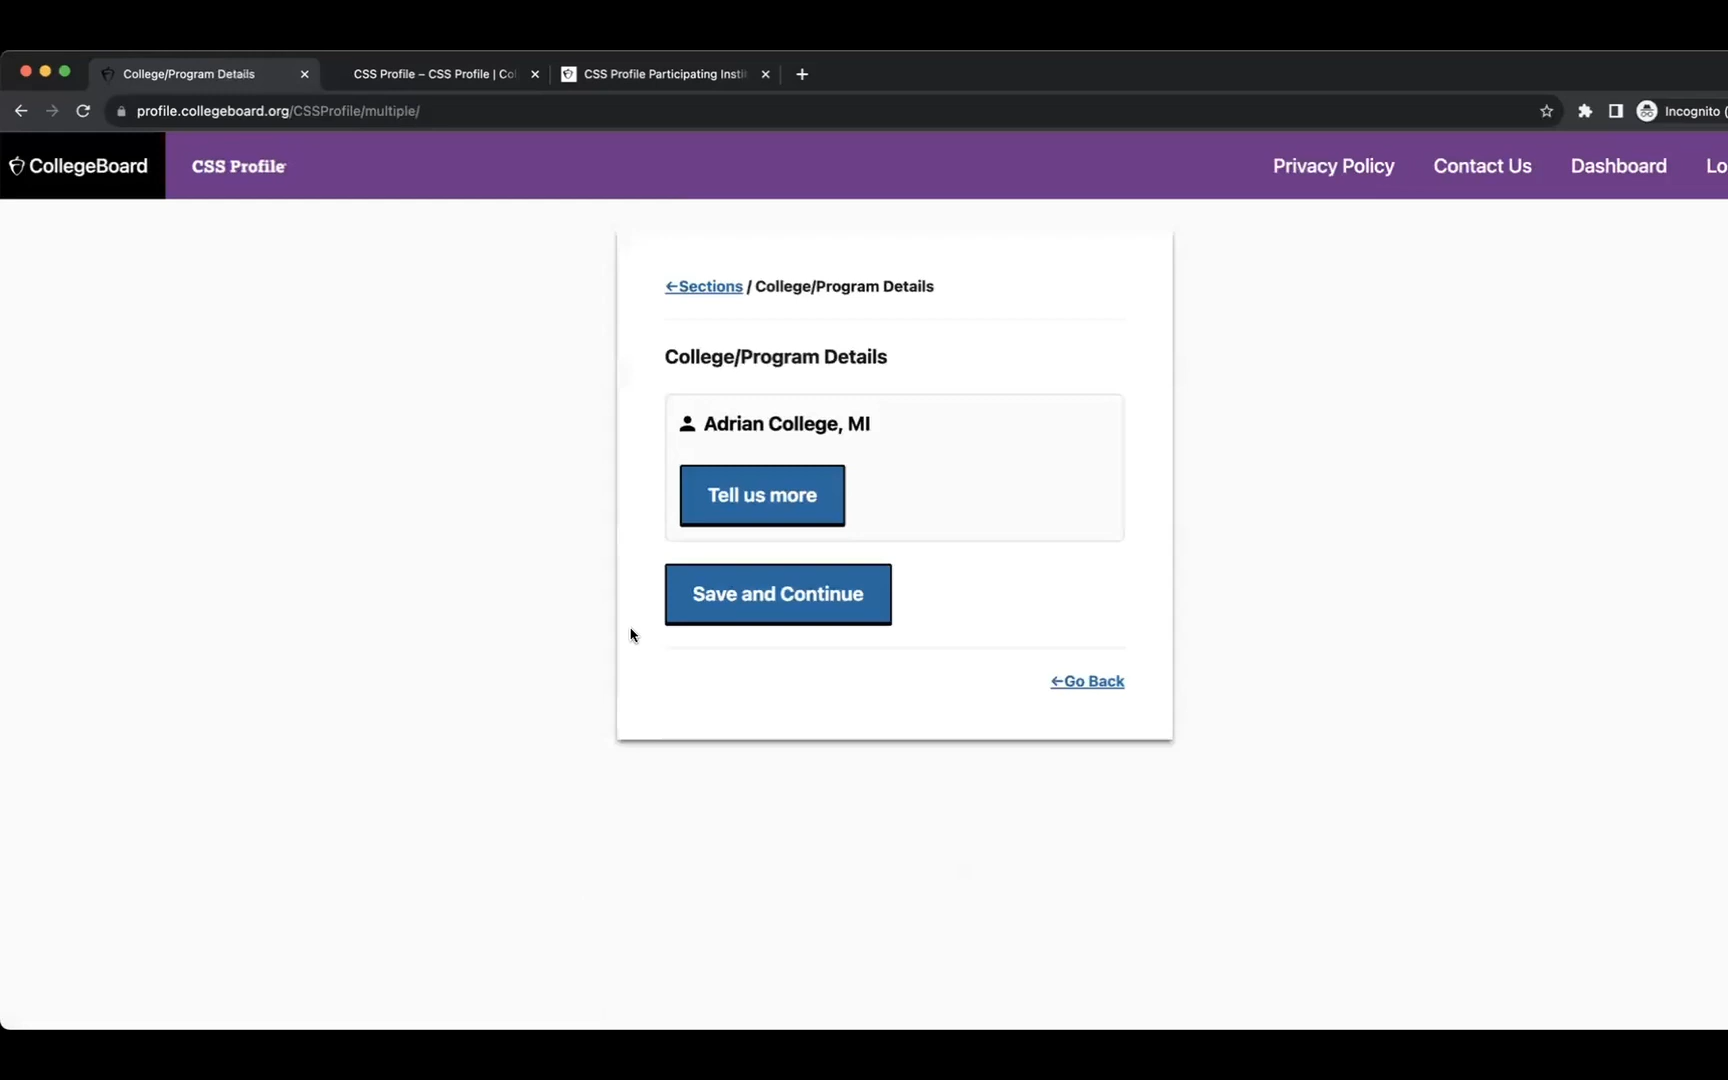 College/Program Details
CSS Profile – CSS Profile | Co
CSS Profile Participating Insti
profile.collegeboard.org/CSSProfile/multiple/
Incognito (
CollegeBoard
CSS Profile
Privacy Policy
Contact Us
Dashboard
Lo
←Sections / College/Program Details
College/Program Details
Adrian College, MI
Tell us more
Save and Continue
←Go Back